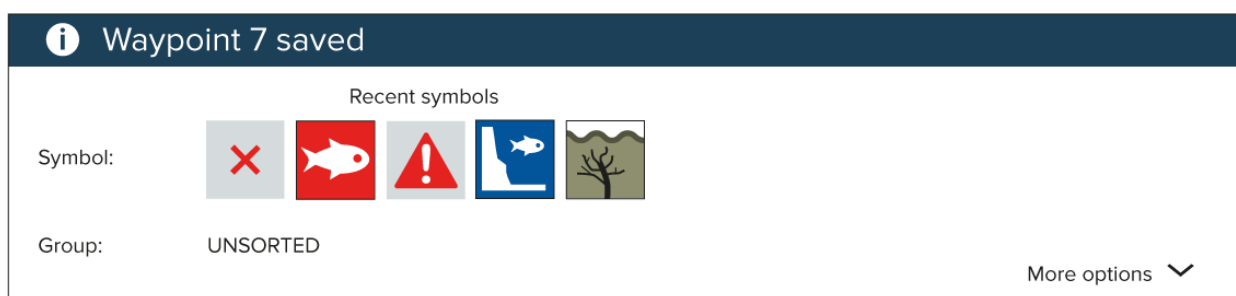 Waypoint 7 saved
Recent symbols
Symbol:
Group: UNSORTED
More options